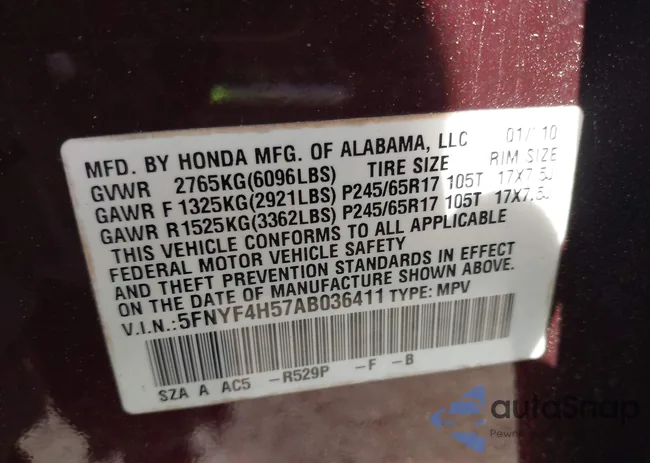 MFD. BY HONDA MFG. OF ALABAMA, LLC 01/10
GVWR 2765KG(6096LBS) TIRE SIZE RIM SIZE
GAWR F 1325KG(2921LBS) P245/65R17 105T 17X7.5J
GAWR R 1525KG(3362LBS) P245/65R17 105T 17X7.5J
THIS VEHICLE CONFORMS TO ALL APPLICABLE
FEDERAL MOTOR VEHICLE SAFETY
AND THEFT PREVENTION STANDARDS IN EFFECT
ON THE DATE OF MANUFACTURE SHOWN ABOVE.
V.I.N.:5FNYF4H57AB036411 TYPE: MPV
SZA A AC5 -R529P -F -B
autoSnap